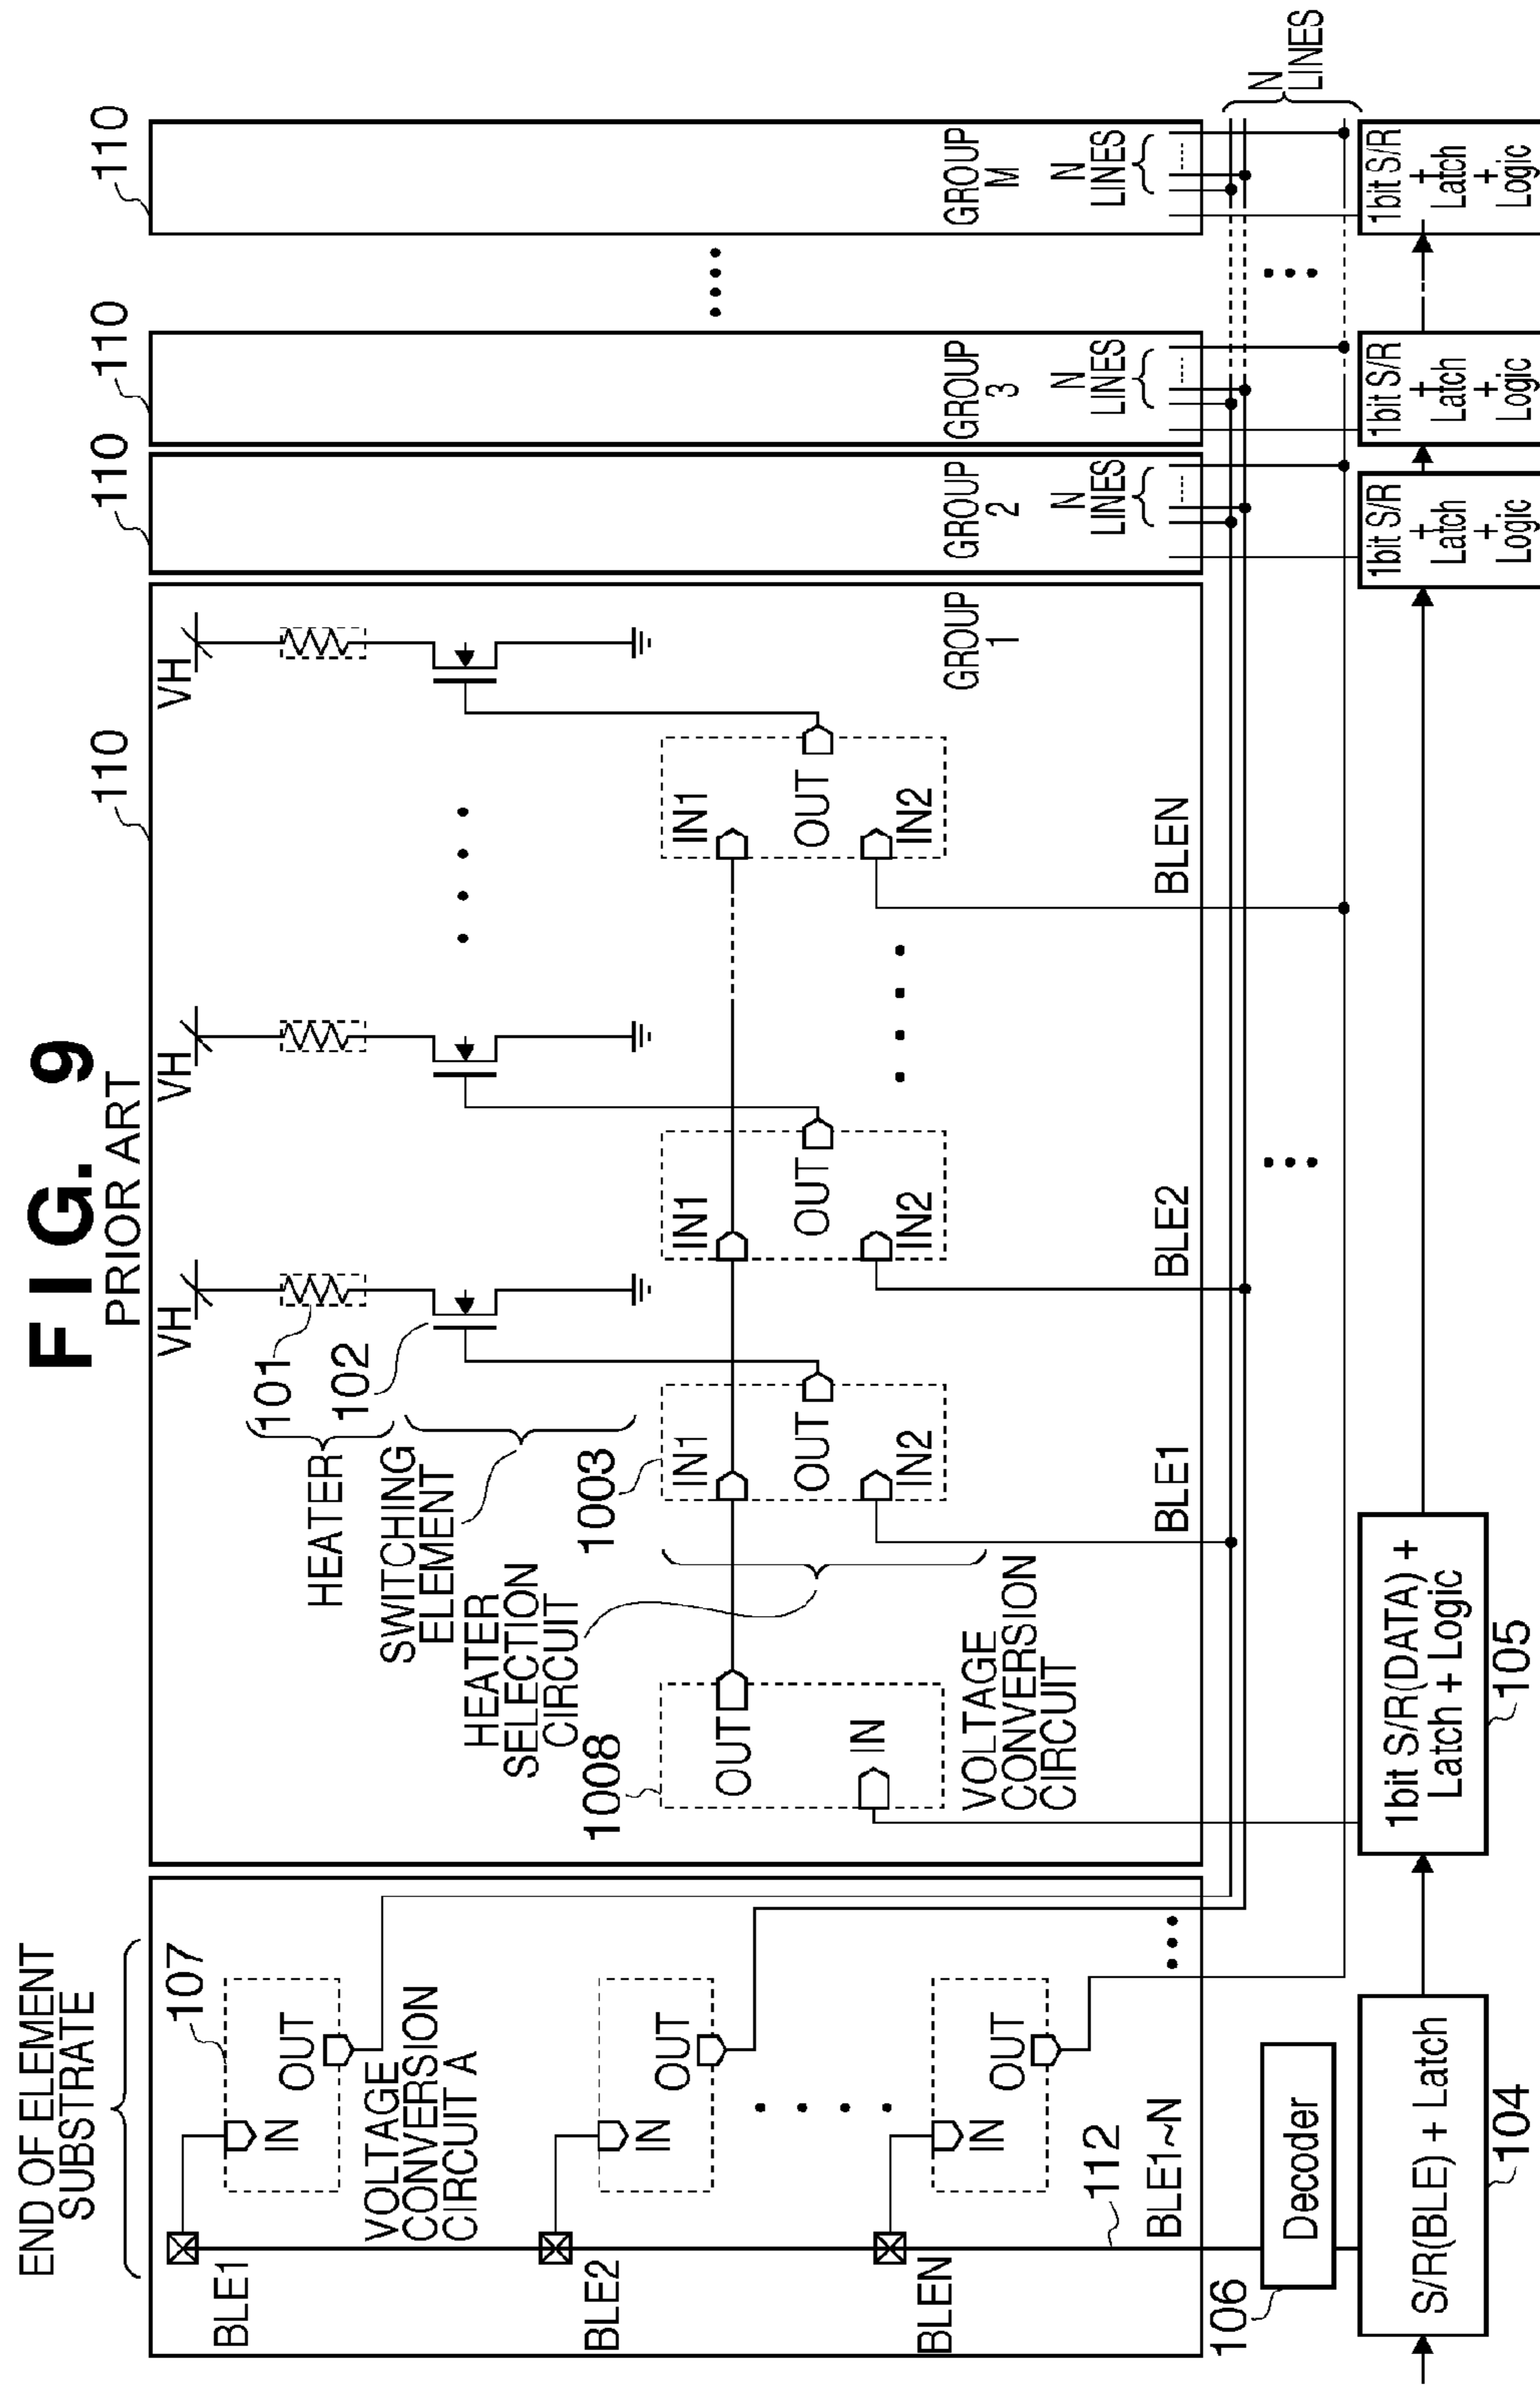 FIG. 9
PRIOR ART
END OF ELEMENT
SUBSTRATE
107
110
110
110
110
BLE1
IN
OUT
VOLTAGE
CONVERSION
CIRCUIT A
BLE2
IN
OUT
BLEN
IN
OUT
112
BLE1~N
VH
VH
VH
101
HEATER
102
SWITCHING
ELEMENT
HEATER
SELECTION
CIRCUIT
1003
1008
OUT
IN
VOLTAGE
CONVERSION
CIRCUIT
IN1
OUT
IN2
IN1
OUT
IN2
IN1
OUT
IN2
BLE1
BLE2
BLEN
GROUP
1
GROUP
2
N
LINES
GROUP
3
N
LINES
GROUP
M
N
LINES
N
LINES
106
Decoder
S/R(BLE) + Latch
104
1bit S/R(DATA) +
Latch + Logic
105
1bit S/R
+
Latch
+
Logic
1bit S/R
+
Latch
+
Logic
1bit S/R
+
Latch
+
Logic